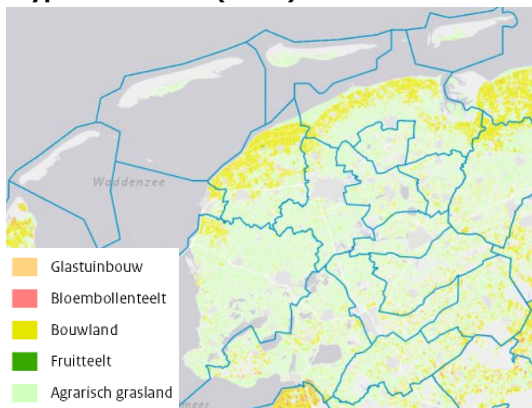 Waddenzee
Glastuinbouw
Bloembollenteelt
Bouwland
Fruitteelt
Agrarisch grasland